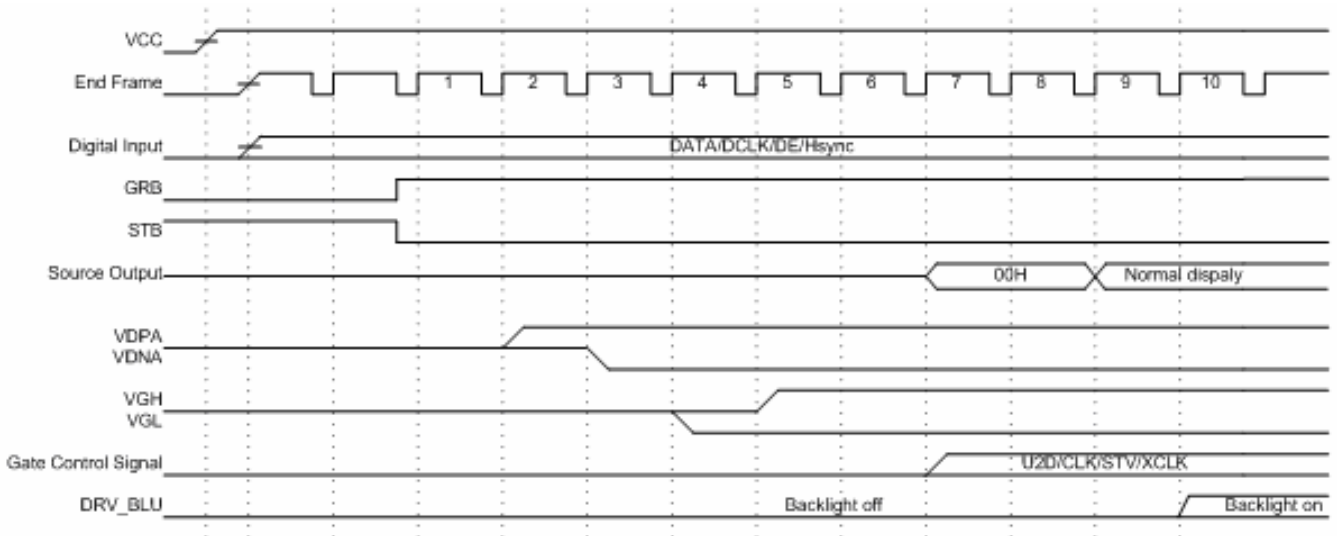 VCC
End Frame
1 2 3 4 5 6 7 8 9 10
Digital Input
DATA/DCLK/DE/Hsync
GRB
STB
Source Output
00H
Normal dispaly
VDPA
VDNA
VGH
VGL
Gate Control Signal
U2D/CLK/STV/XCLK
DRV_BLU
Backlight off
Backlight on